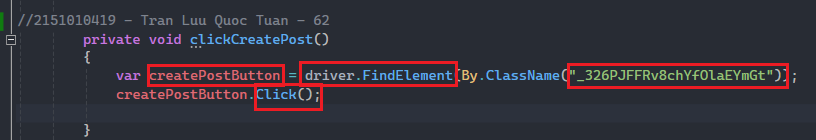 //2151010419 - Tran Luu Quoc Tuan - 62
private void clickCreatePost()
{
var createPostButton = driver.FindElement(By.ClassName("_326PJFFRv8chYfOlaEYmGt"));
createPostButton.Click();
}